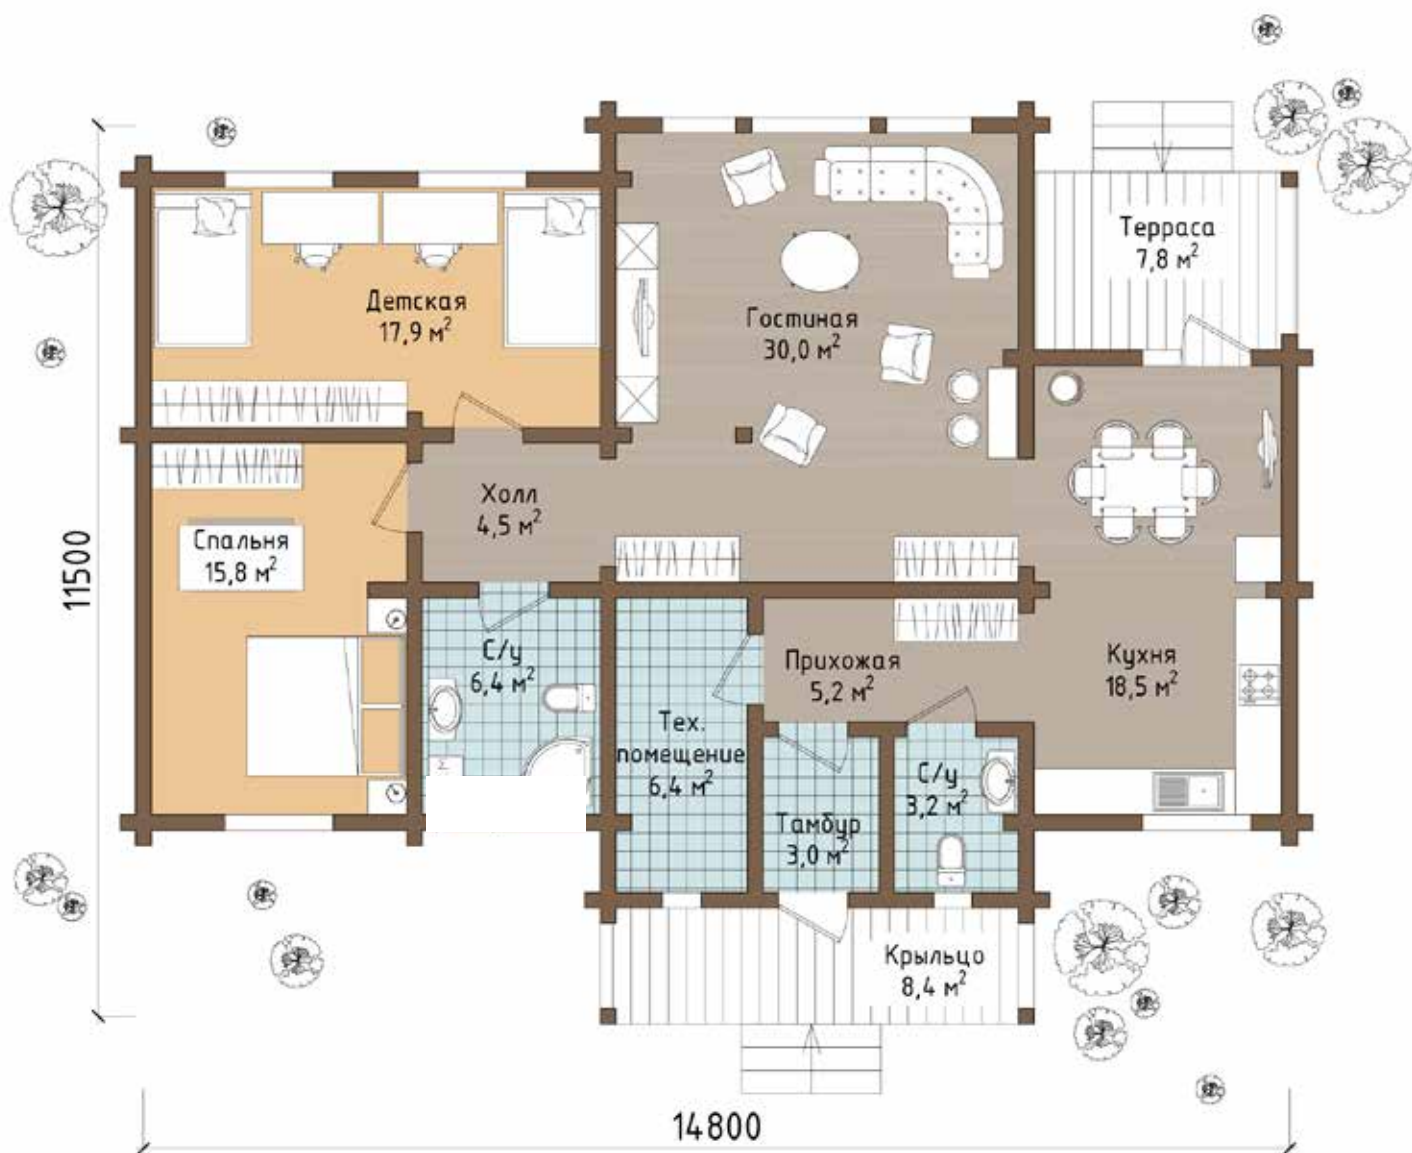 Терраса
7,8 м²
Детская
17,9 м²
Гостиная
30,0 м²
Холл
4,5 м²
Спальня
15,8 м²
11500
С/у
6,4 м²
Прихожая
5,2 м²
Кухня
18,5 м²
Тех.
помещение
6,4 м²
С/у
3,2 м²
Тамбур
3,0 м²
Крыльцо
8,4 м²
14800